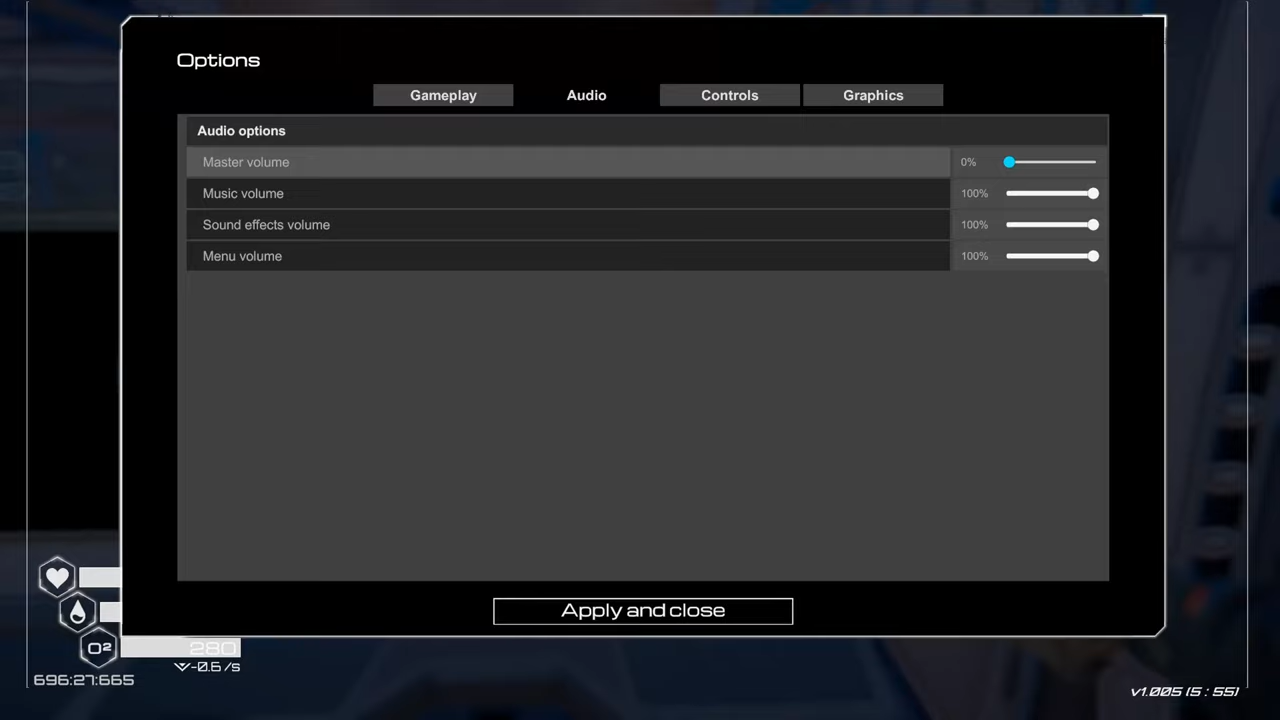 Options
Gameplay
Audio
Controls
Graphics
Audio options
Master volume 0%
Music volume 100%
Sound effects volume 100%
Menu volume 100%
Apply and close
O²
280
-0.6 /s
696:27:665
v1.005 (5 : 55)